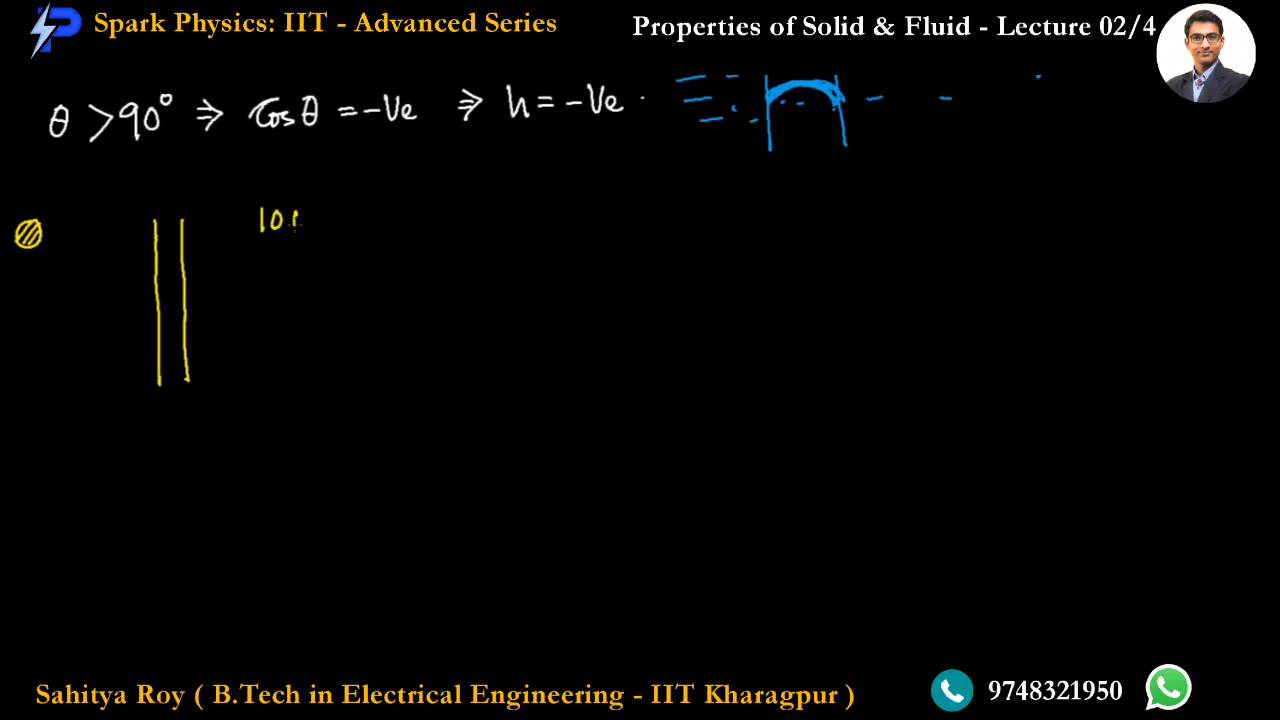 Spark Physics: IIT - Advanced Series
Properties of Solid & Fluid - Lecture 02/4
θ > 90° ⇒ Cos θ = -Ve ⇒ h = -Ve .
10
Sahitya Roy ( B.Tech in Electrical Engineering - IIT Kharagpur )
9748321950